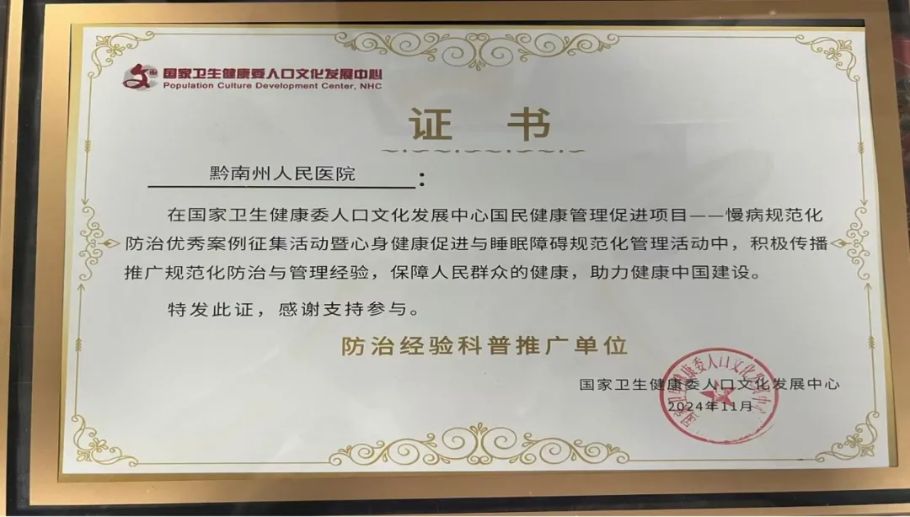 国家卫生健康委人口文化发展中心
Population Culture Development Center, NHC
证 书
黔南州人民医院:
在国家卫生健康委人口文化发展中心国民健康管理促进项目——慢病规范化
防治优秀案例征集活动暨心身健康促进与睡眠障碍规范化管理活动中，积极传播
推广规范化防治与管理经验，保障人民群众的健康，助力健康中国建设。
特发此证，感谢支持参与。
防治经验科普推广单位
国家卫生健康委人口文化发展中心
2024年11月